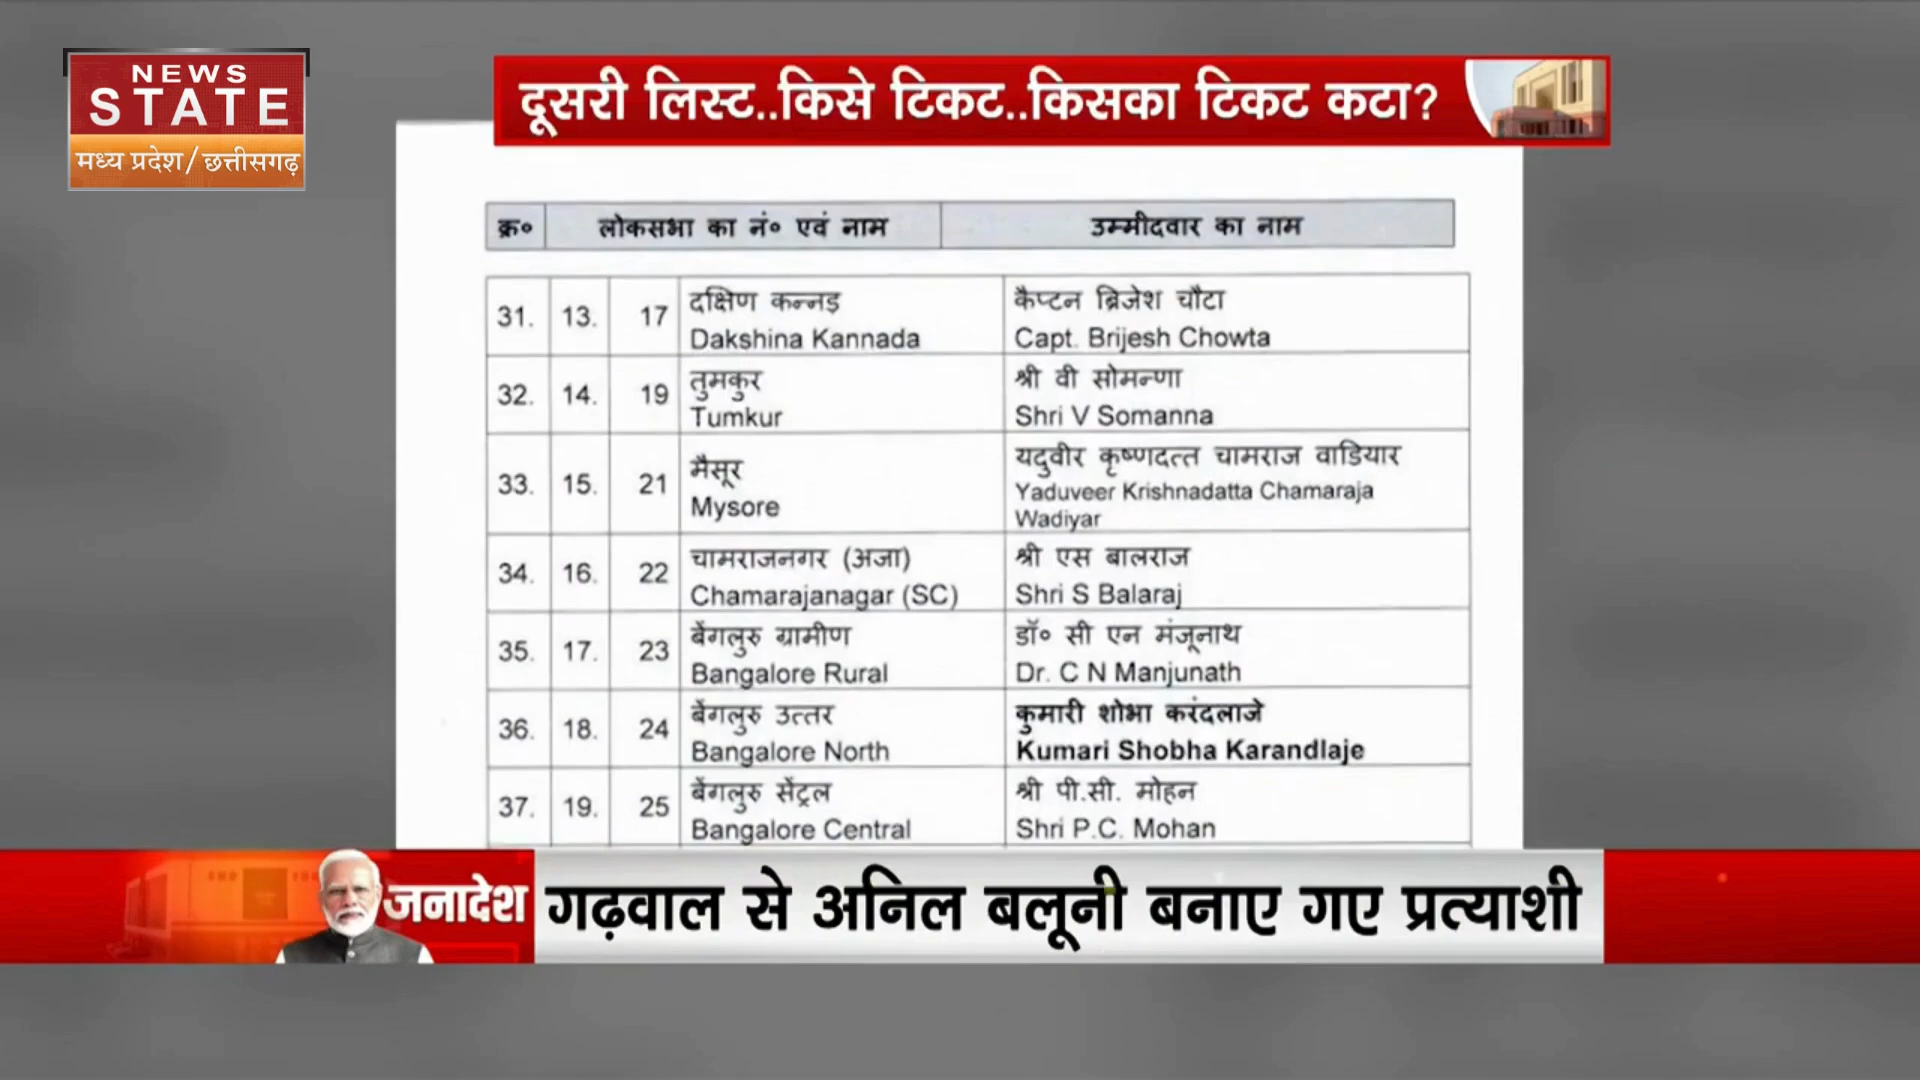 NEWS
STATE
मध्य प्रदेश/छत्तीसगढ़
दूसरी लिस्ट..किसे टिकट..किसका टिकट कटा?
क्र० लोकसभा का नं० एवं नाम उम्मीदवार का नाम
31. 13. 17 दक्षिण कन्नड़ कैप्टन ब्रिजेश चौटा
Dakshina Kannada Capt. Brijesh Chowta
32. 14. 19 तुमकुर श्री वी सोमन्णा
Tumkur Shri V Somanna
33. 15. 21 मैसूर यदुवीर कृष्णदत्त चामराज वाडियार
Mysore Yaduveer Krishnadatta Chamaraja
Wadiyar
34. 16. 22 चामराजनगर (अजा) श्री एस बालराज
Chamarajanagar (SC) Shri S Balaraj
35. 17. 23 बेंगलुरु ग्रामीण डॉ० सी एन मंजूनाथ
Bangalore Rural Dr. C N Manjunath
36. 18. 24 बेंगलुरु उत्तर कुमारी शोभा करंदलाजे
Bangalore North Kumari Shobha Karandlaje
37. 19. 25 बेंगलुरु सेंट्रल श्री पी.सी. मोहन
Bangalore Central Shri P.C. Mohan
जनादेश
गढ़वाल से अनिल बलूनी बनाए गए प्रत्याशी